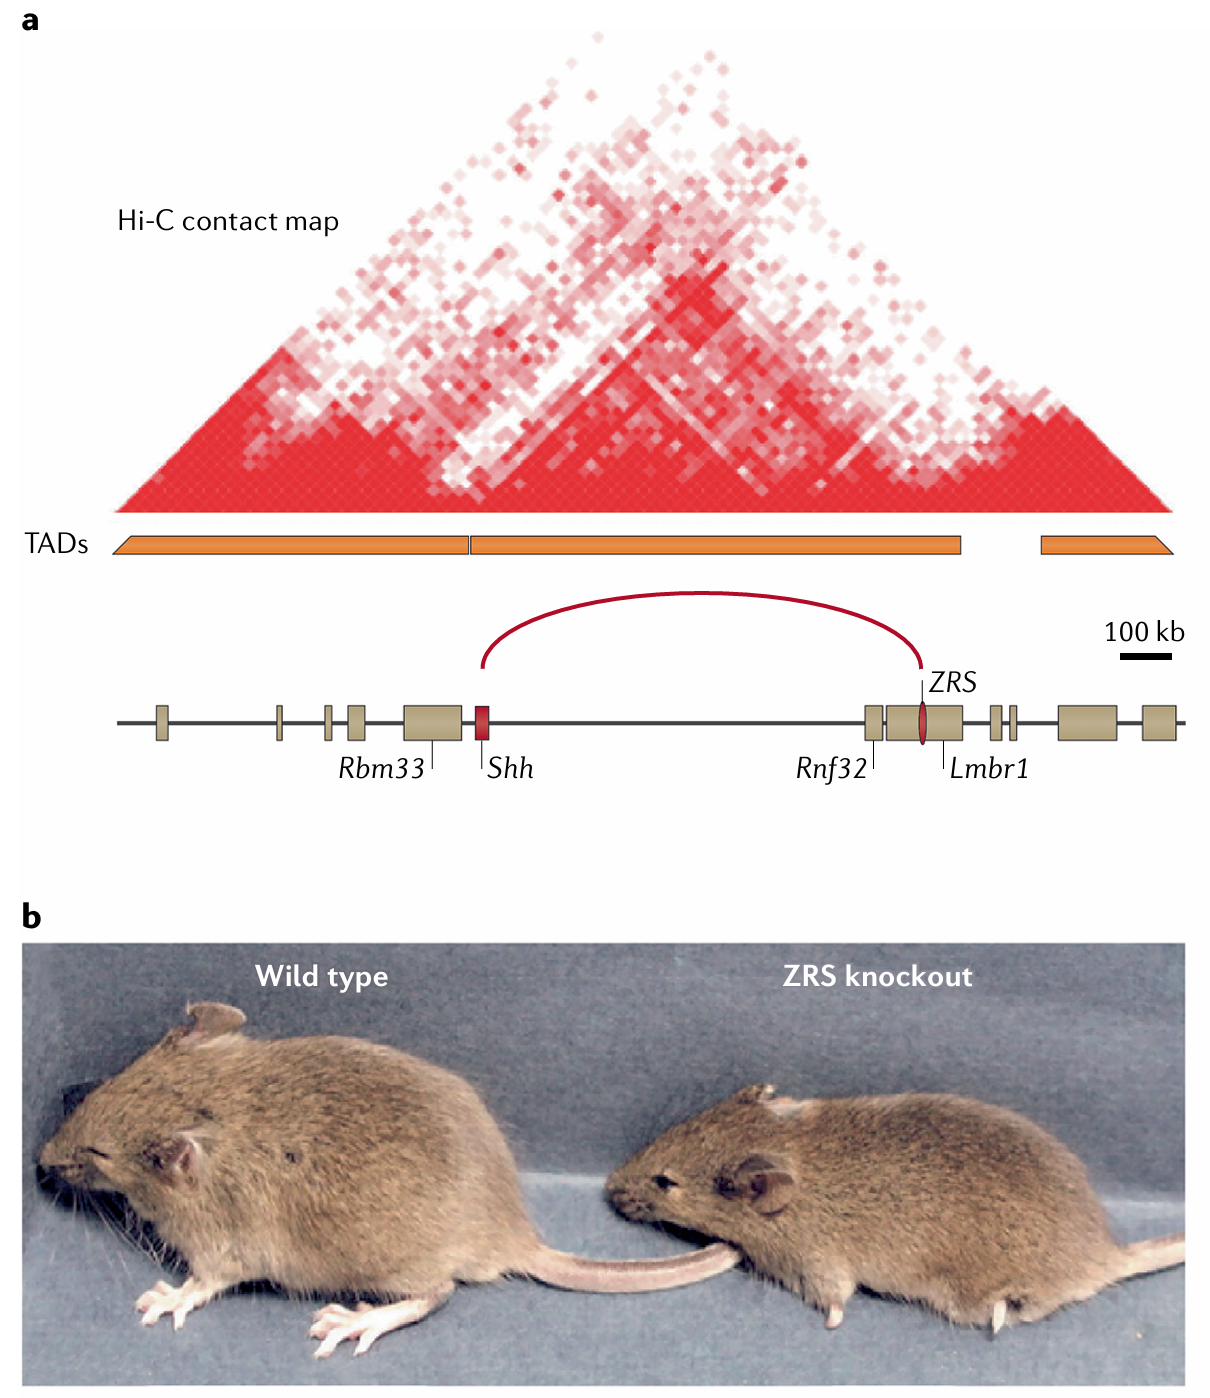 a
Hi-C contact map
TADs
100 kb
ZRS
Rbm33
Shh
Rnf32
Lmbr1
b
Wild type
ZRS knockout